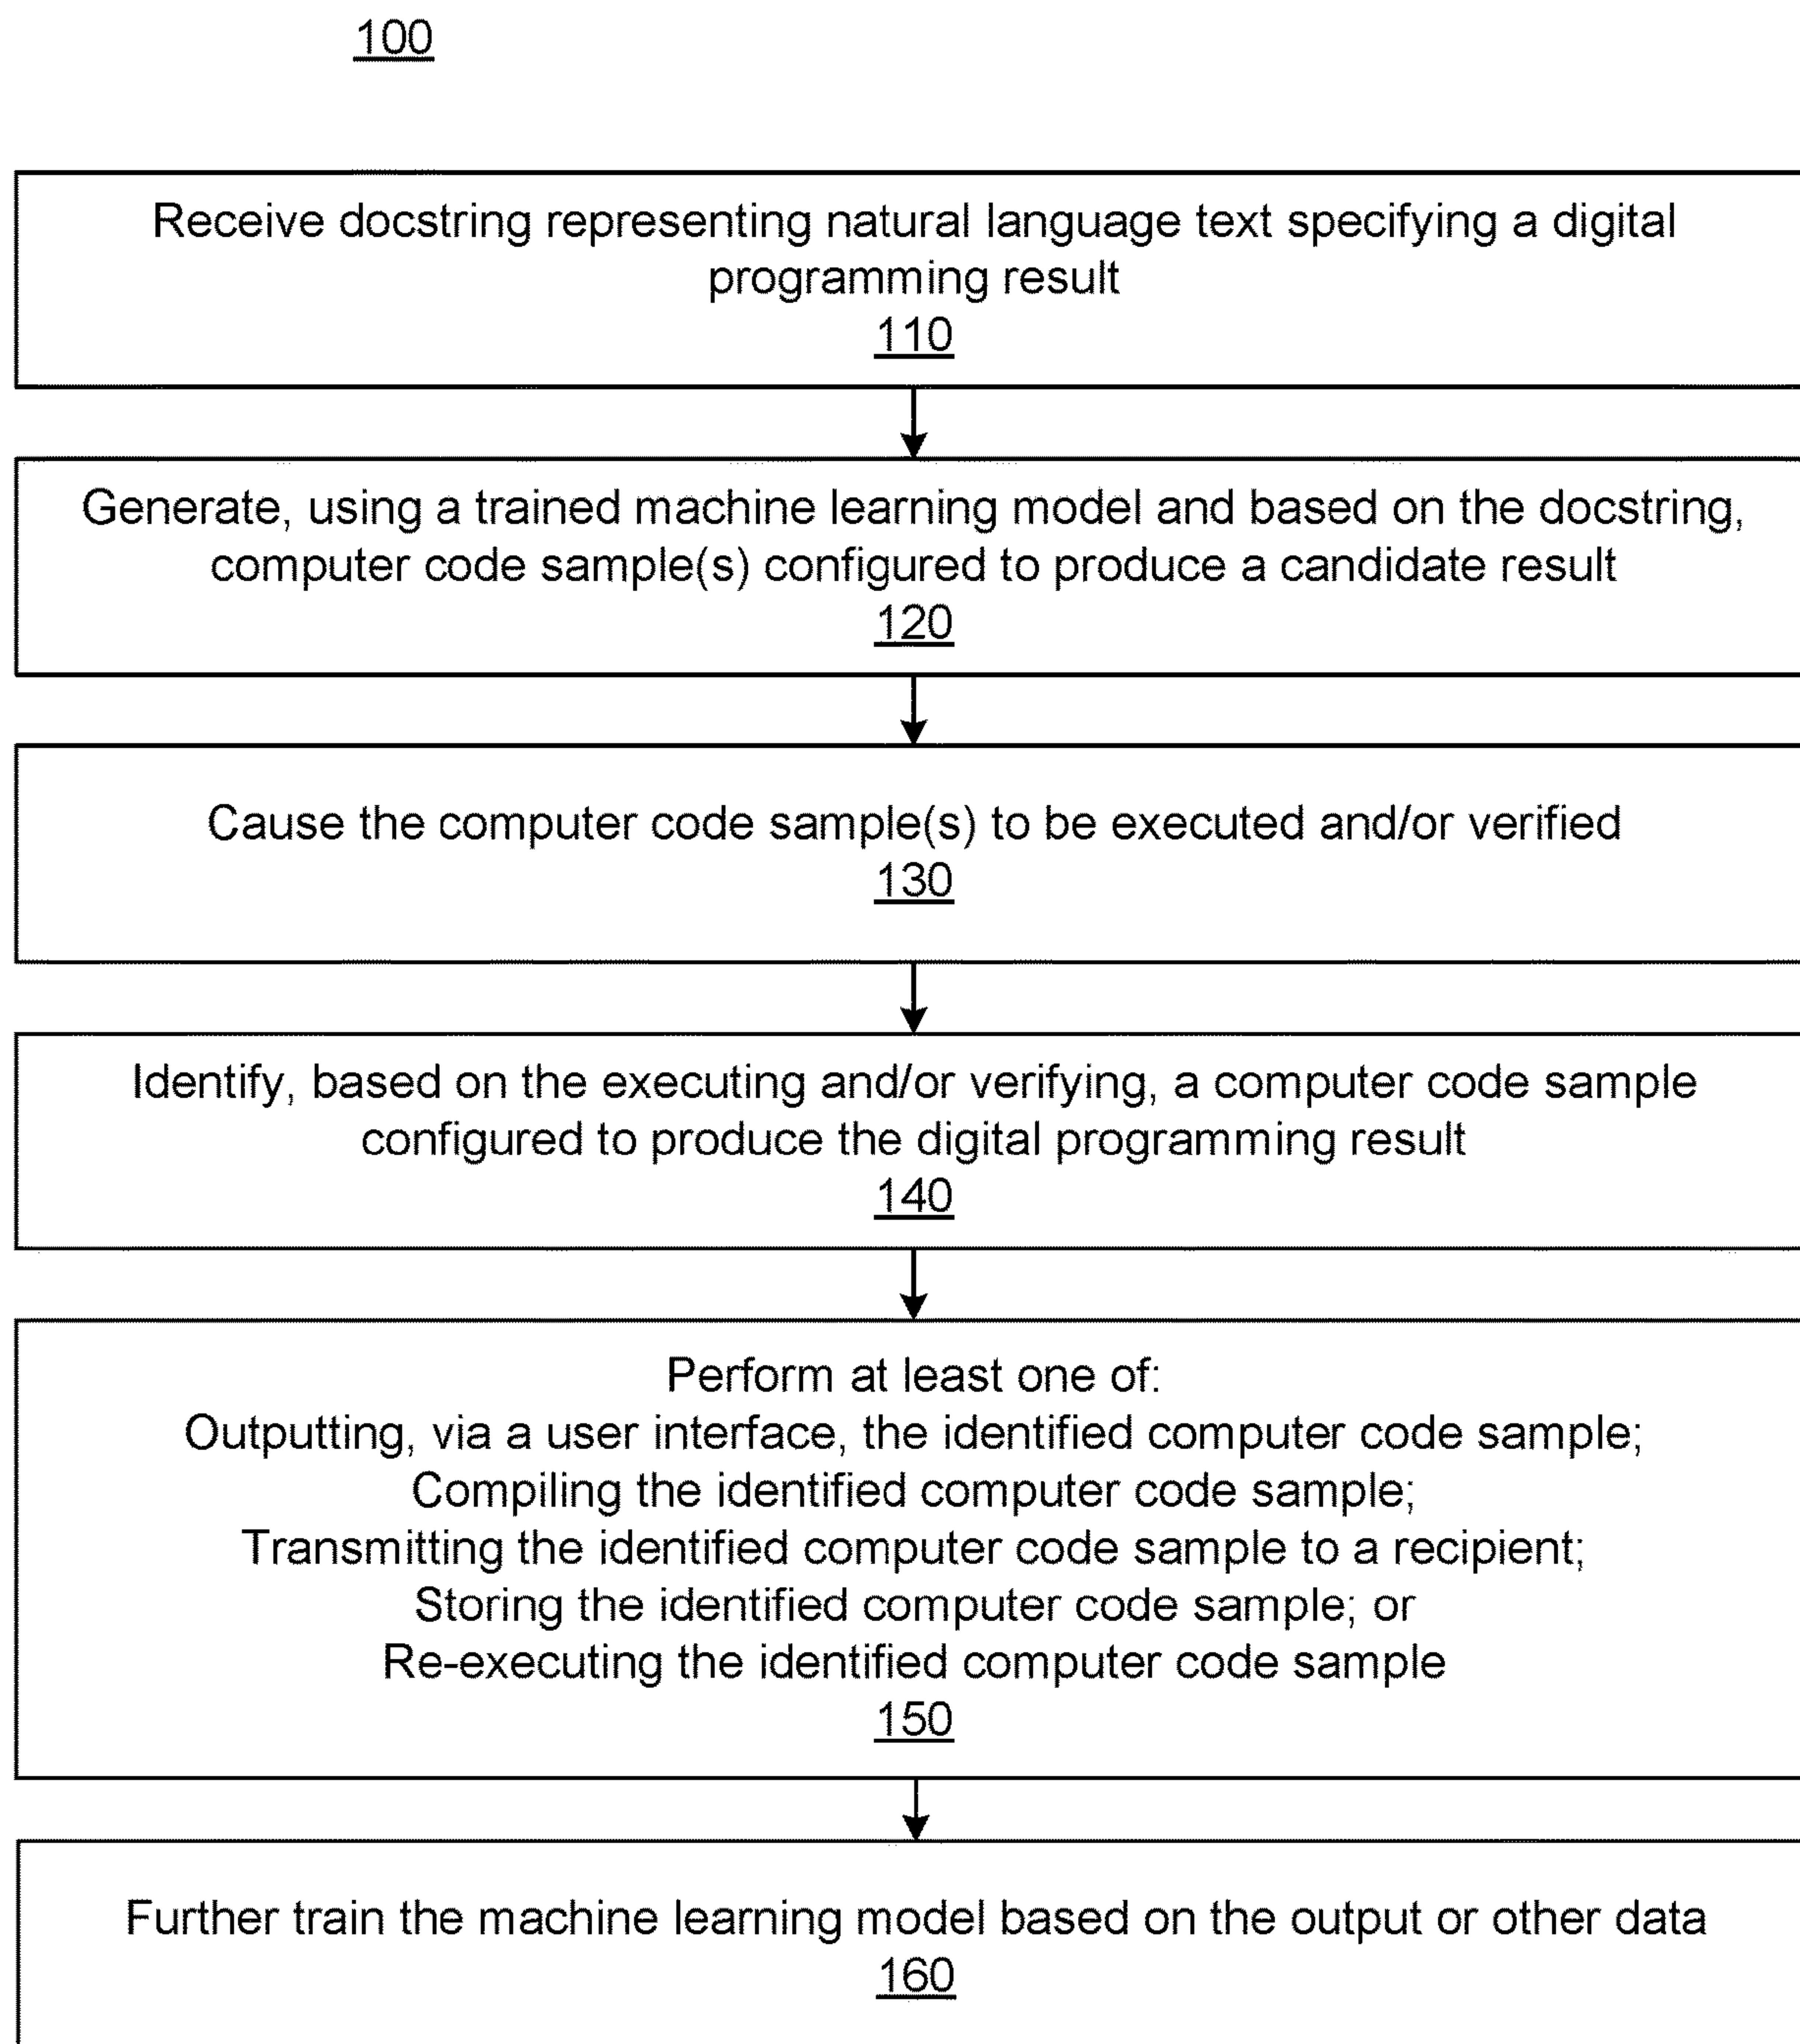 100
Receive docstring representing natural language text specifying a digital
programming result
110
Generate, using a trained machine learning model and based on the docstring,
computer code sample(s) configured to produce a candidate result
120
Cause the computer code sample(s) to be executed and/or verified
130
Identify, based on the executing and/or verifying, a computer code sample
configured to produce the digital programming result
140
Perform at least one of:
Outputting, via a user interface, the identified computer code sample;
Compiling the identified computer code sample;
Transmitting the identified computer code sample to a recipient;
Storing the identified computer code sample; or
Re-executing the identified computer code sample
150
Further train the machine learning model based on the output or other data
160